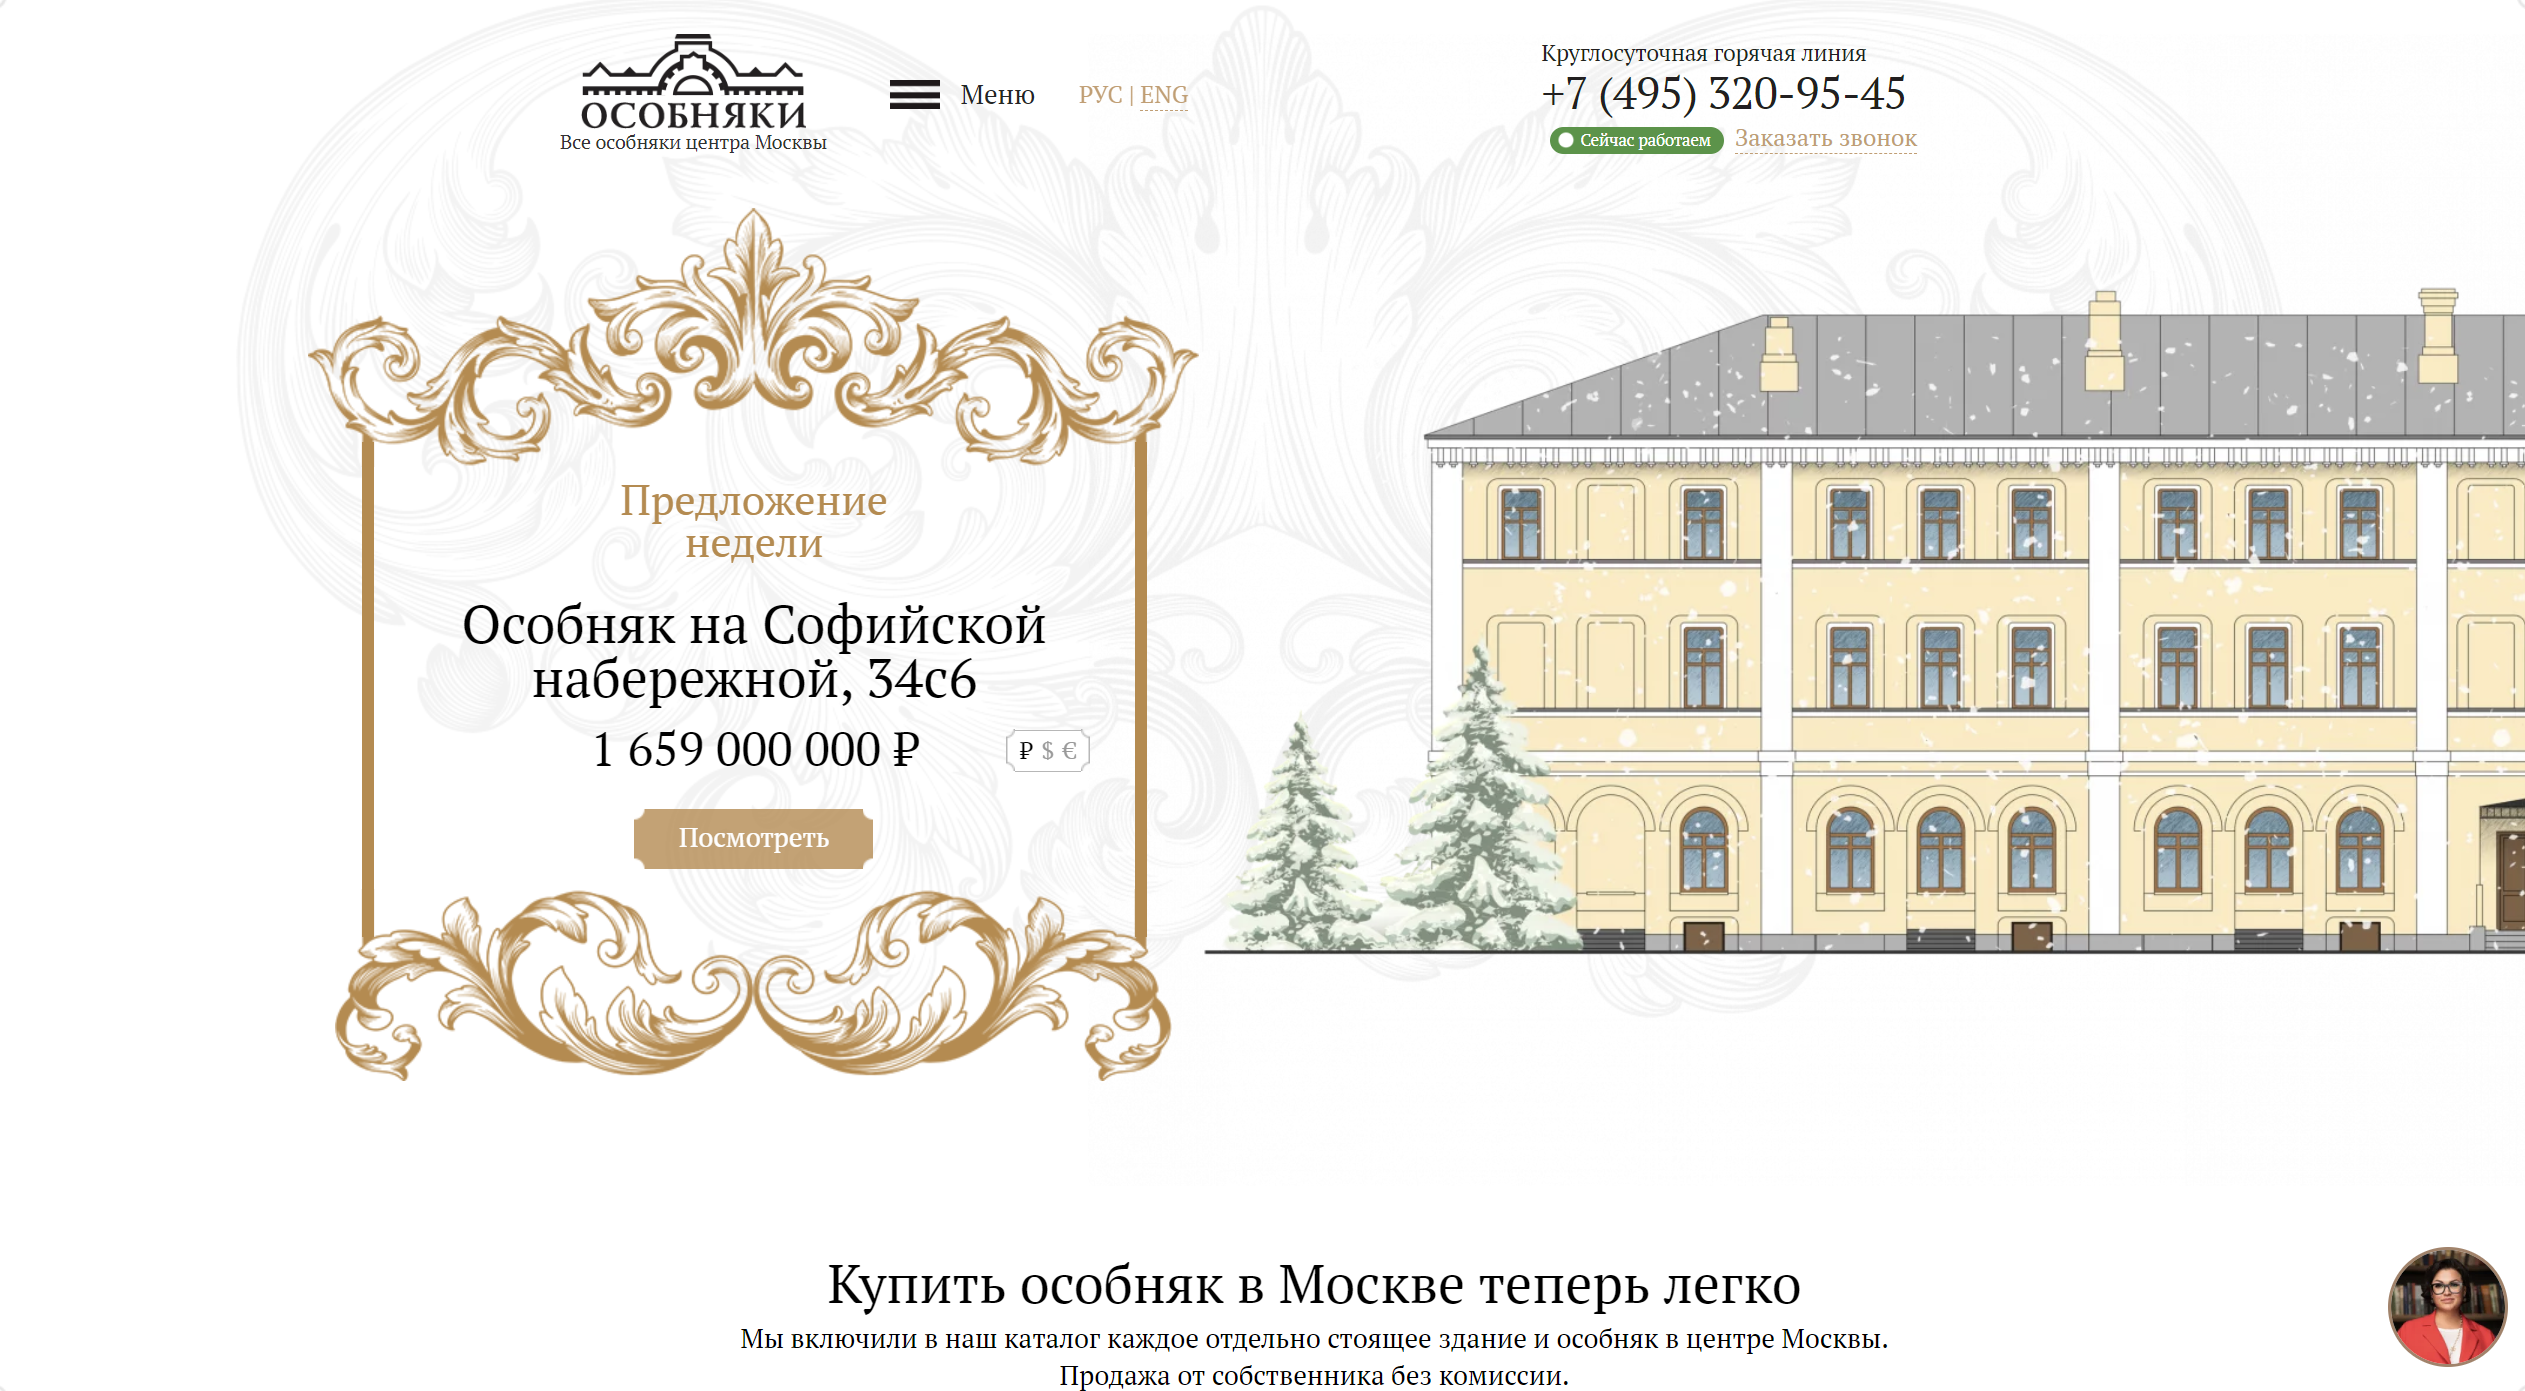 ОСОБНЯКИ
Все особняки центра Москвы
Меню
РУС | ENG
Круглосуточная горячая линия
+7 (495) 320-95-45
Сейчас работаем
Заказать звонок
Предложение
недели
Особняк на Софийской
набережной, 34с6
1 659 000 000 ₽
₽ $ €
Посмотреть
Купить особняк в Москве теперь легко
Мы включили в наш каталог каждое отдельно стоящее здание и особняк в центре Москвы.
Продажа от собственника без комиссии.